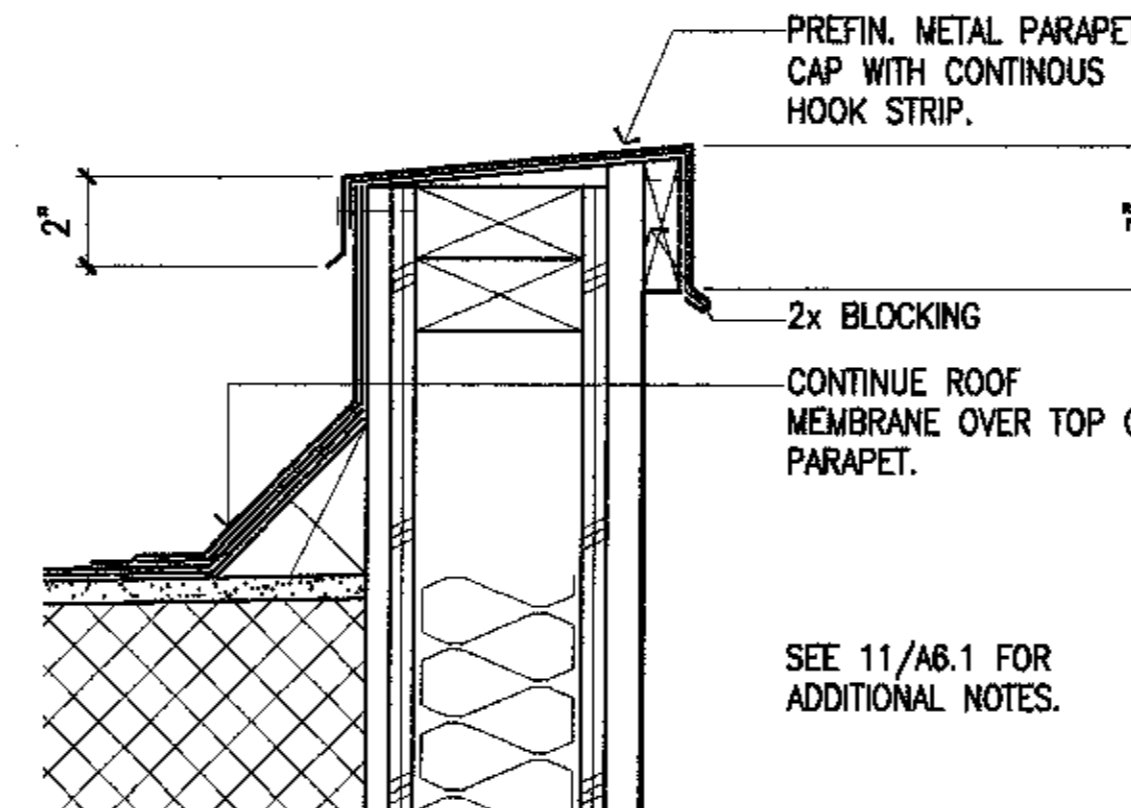 PREFIN. METAL PARAPET
CAP WITH CONTINOUS
HOOK STRIP.
2"
2x BLOCKING
CONTINUE ROOF
MEMBRANE OVER TOP
PARAPET.
SEE 11/A6.1 FOR
ADDITIONAL NOTES.